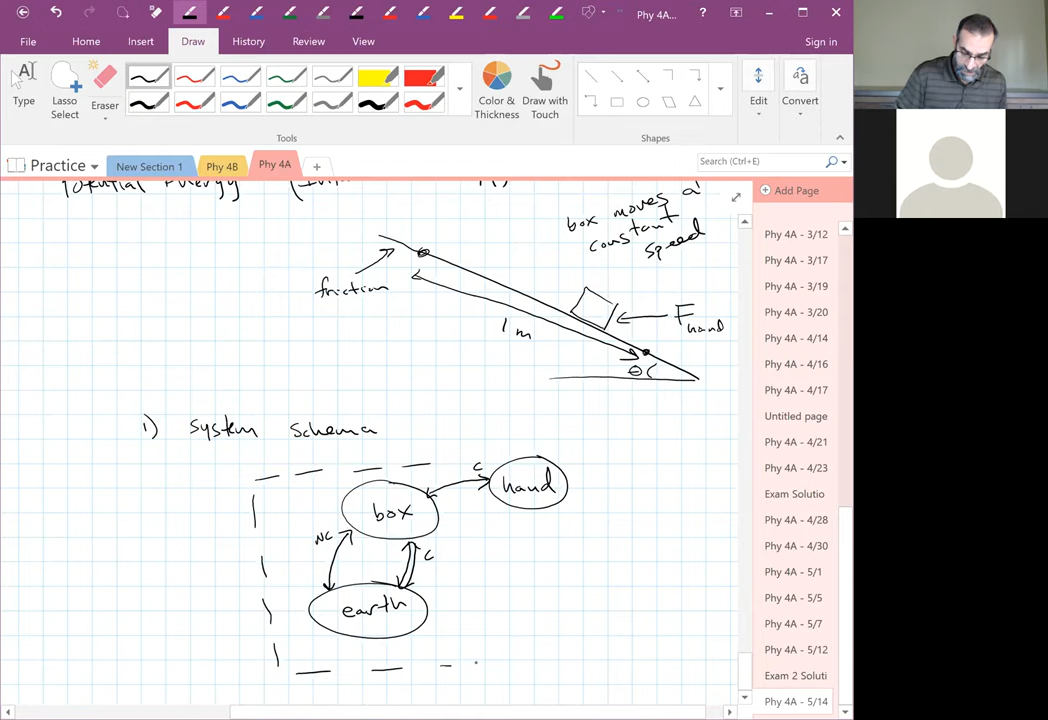 Phy 4A...
?
File
Home
Insert
Draw
History
Review
View
Sign in
Type
Lasso
Select
Eraser
Color &
Thickness
Draw with
Touch
Edit
Convert
Tools
Shapes
Practice
New Section 1
Phy 4B
Phy 4A
+
Search (Ctrl+E)
Add Page
Phy 4A - 3/12
Phy 4A - 3/17
Phy 4A - 3/19
Phy 4A - 3/20
Phy 4A - 4/14
Phy 4A - 4/16
Phy 4A - 4/17
Untitled page
Phy 4A - 4/21
Phy 4A - 4/23
Exam Solutio
Phy 4A - 4/28
Phy 4A - 4/30
Phy 4A - 5/1
Phy 4A - 5/5
Phy 4A - 5/7
Phy 4A - 5/12
Exam 2 Soluti
Phy 4A - 5/14
Potential Energy
box moves a
constant
speed
friction
1 m
F hand
θ
1) system schema
C
hand
box
NC
C
earth